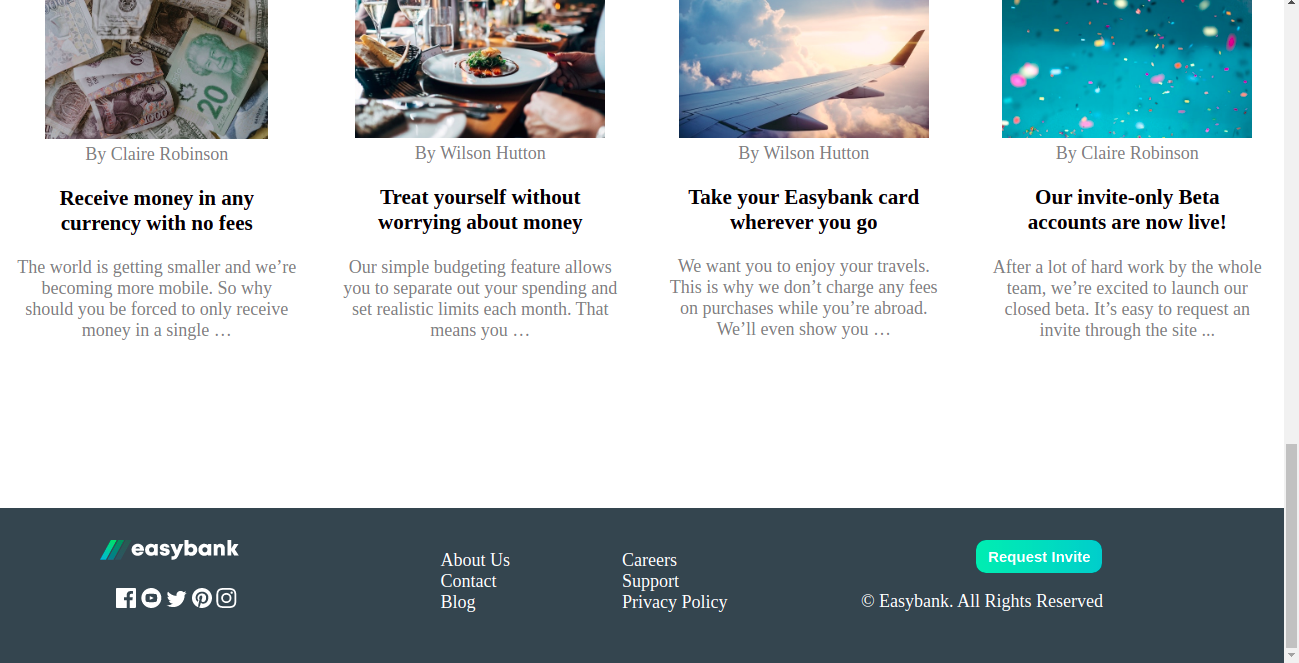 By Claire Robinson
Receive money in any
currency with no fees
The world is getting smaller and we’re
becoming more mobile. So why
should you be forced to only receive
money in a single …
By Wilson Hutton
Treat yourself without
worrying about money
Our simple budgeting feature allows
you to separate out your spending and
set realistic limits each month. That
means you …
By Wilson Hutton
Take your Easybank card
wherever you go
We want you to enjoy your travels.
This is why we don’t charge any fees
on purchases while you’re abroad.
We’ll even show you …
By Claire Robinson
Our invite-only Beta
accounts are now live!
After a lot of hard work by the whole
team, we’re excited to launch our
closed beta. It’s easy to request an
invite through the site ...
easybank
About Us
Contact
Blog
Careers
Support
Privacy Policy
Request Invite
© Easybank. All Rights Reserved
20